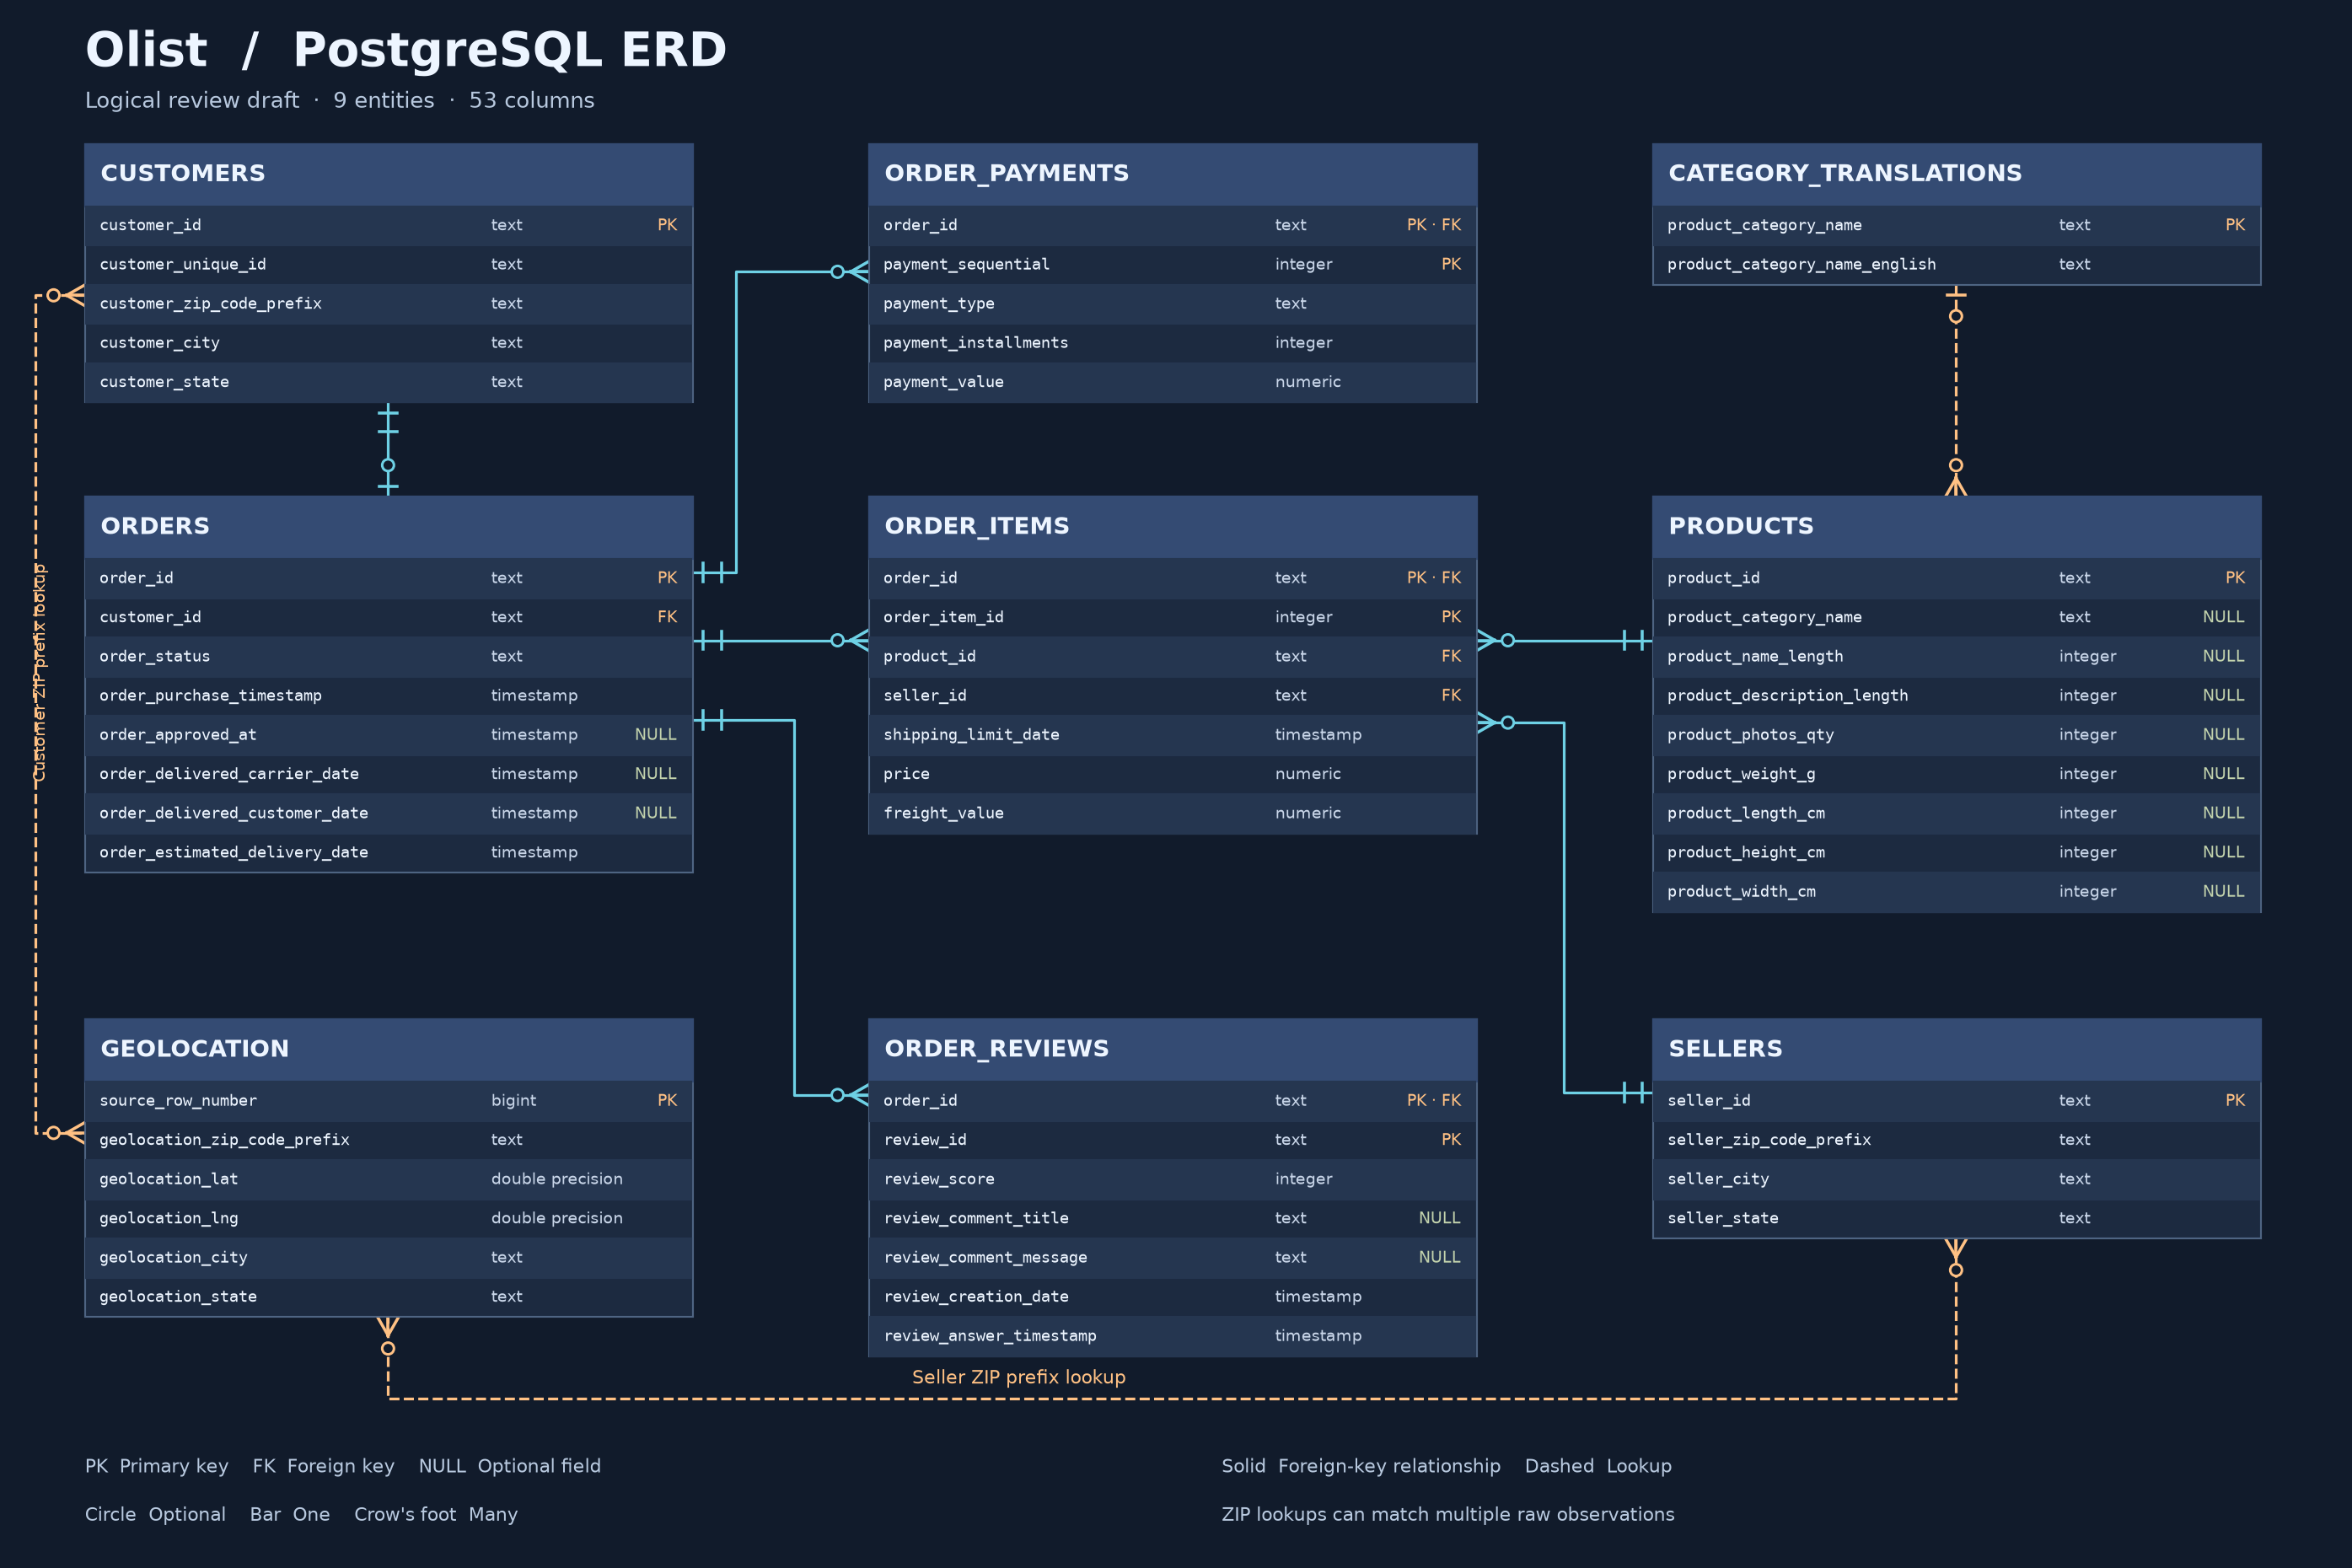 Olist / PostgreSQL ERD
Logical review draft · 9 entities · 53 columns
CUSTOMERS
customer_id text PK
customer_unique_id text
customer_zip_code_prefix text
customer_city text
customer_state text
ORDER_PAYMENTS
order_id text PK · FK
payment_sequential integer PK
payment_type text
payment_installments integer
payment_value numeric
CATEGORY_TRANSLATIONS
product_category_name text PK
product_category_name_english text
ORDERS
order_id text PK
customer_id text FK
order_status text
order_purchase_timestamp timestamp
order_approved_at timestamp NULL
order_delivered_carrier_date timestamp NULL
order_delivered_customer_date timestamp NULL
order_estimated_delivery_date timestamp
ORDER_ITEMS
order_id text PK · FK
order_item_id integer PK
product_id text FK
seller_id text FK
shipping_limit_date timestamp
price numeric
freight_value numeric
PRODUCTS
product_id text PK
product_category_name text NULL
product_name_length integer NULL
product_description_length integer NULL
product_photos_qty integer NULL
product_weight_g integer NULL
product_length_cm integer NULL
product_height_cm integer NULL
product_width_cm integer NULL
Customer ZIP prefix lookup
GEOLOCATION
source_row_number bigint PK
geolocation_zip_code_prefix text
geolocation_lat double precision
geolocation_lng double precision
geolocation_city text
geolocation_state text
ORDER_REVIEWS
order_id text PK · FK
review_id text PK
review_score integer
review_comment_title text NULL
review_comment_message text NULL
review_creation_date timestamp
review_answer_timestamp timestamp
SELLERS
seller_id text PK
seller_zip_code_prefix text
seller_city text
seller_state text
Seller ZIP prefix lookup
PK Primary key FK Foreign key NULL Optional field
Solid Foreign-key relationship Dashed Lookup
Circle Optional Bar One Crow's foot Many
ZIP lookups can match multiple raw observations